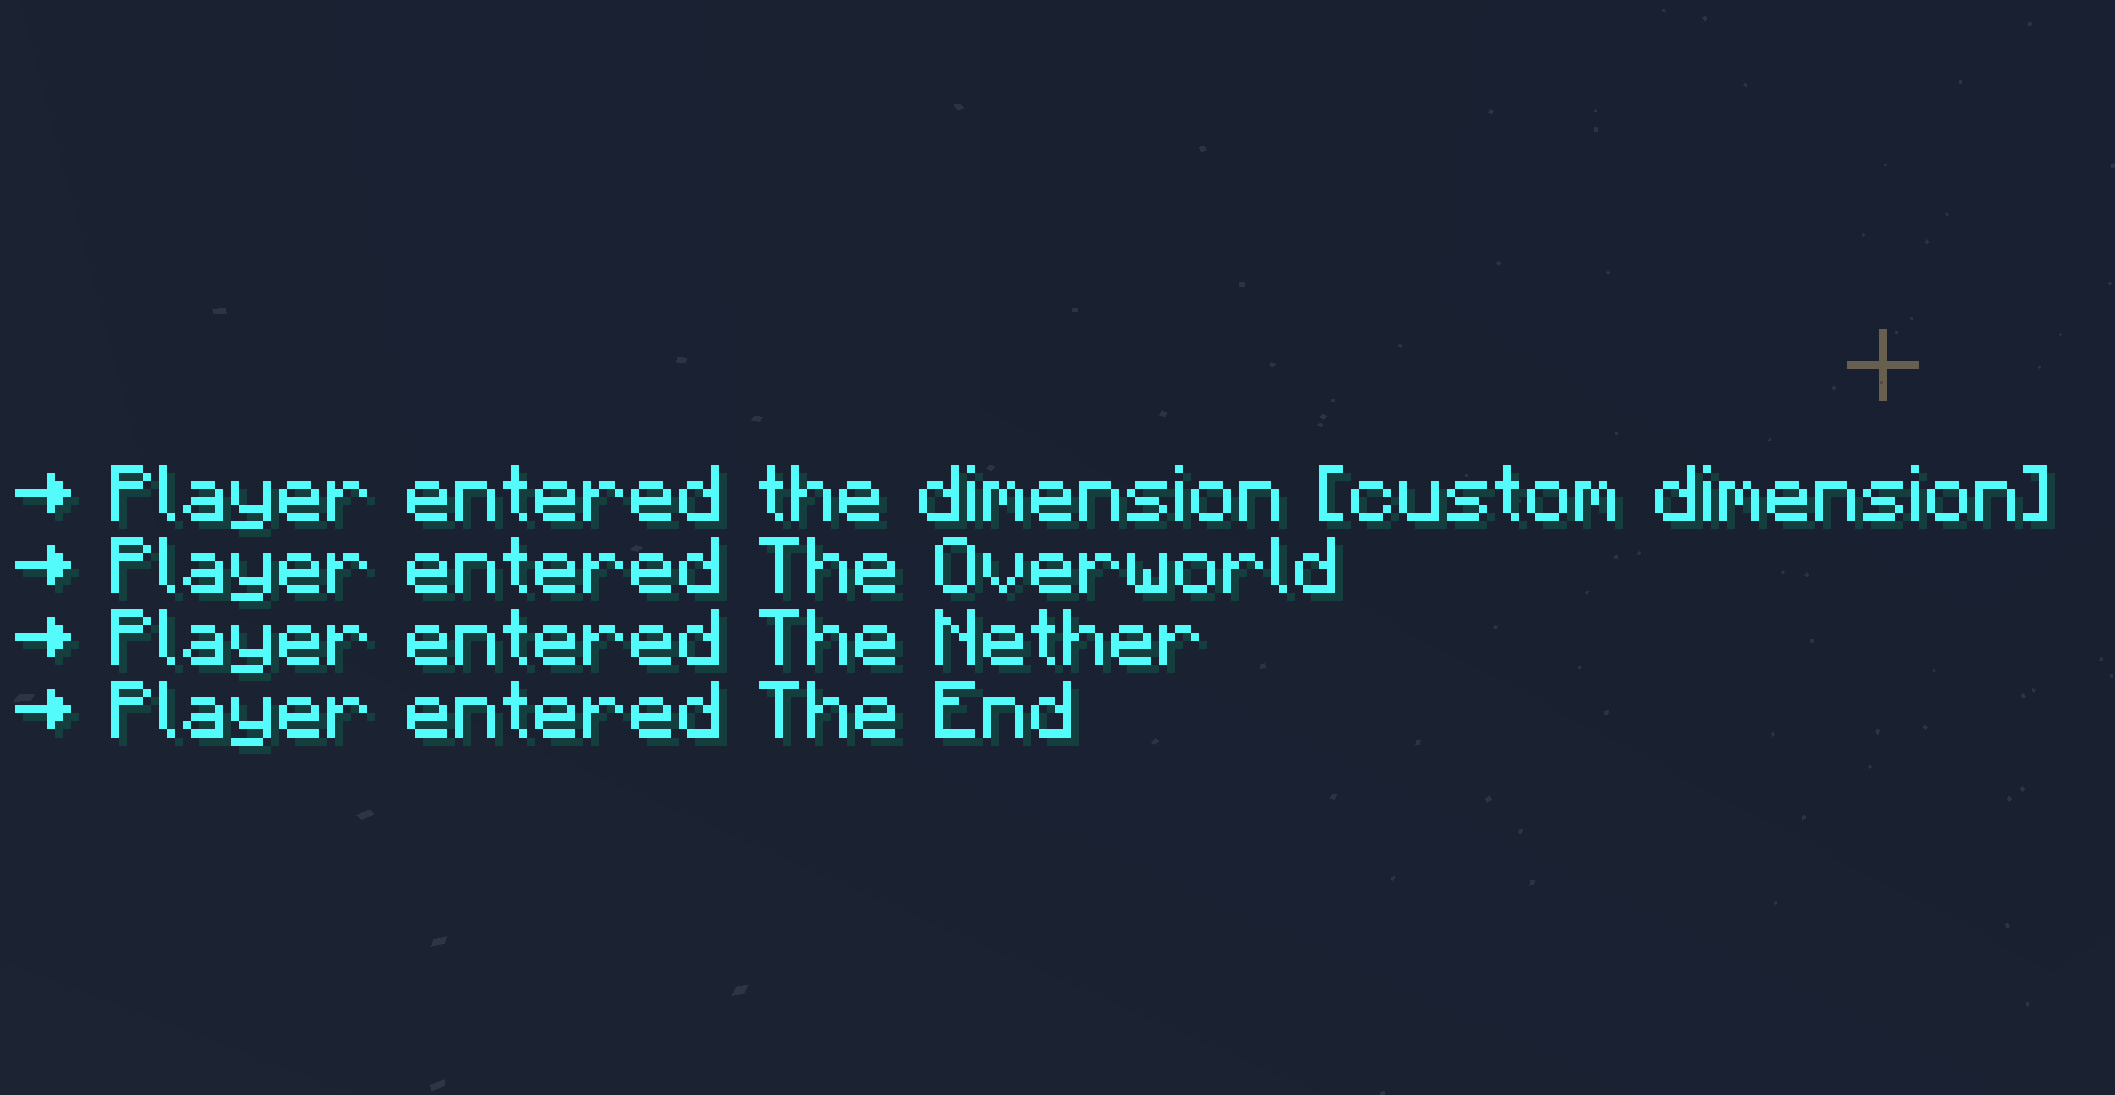 → Player entered the dimension [custom dimension]
→ Player entered The Overworld
→ Player entered The Nether
→ Player entered The End